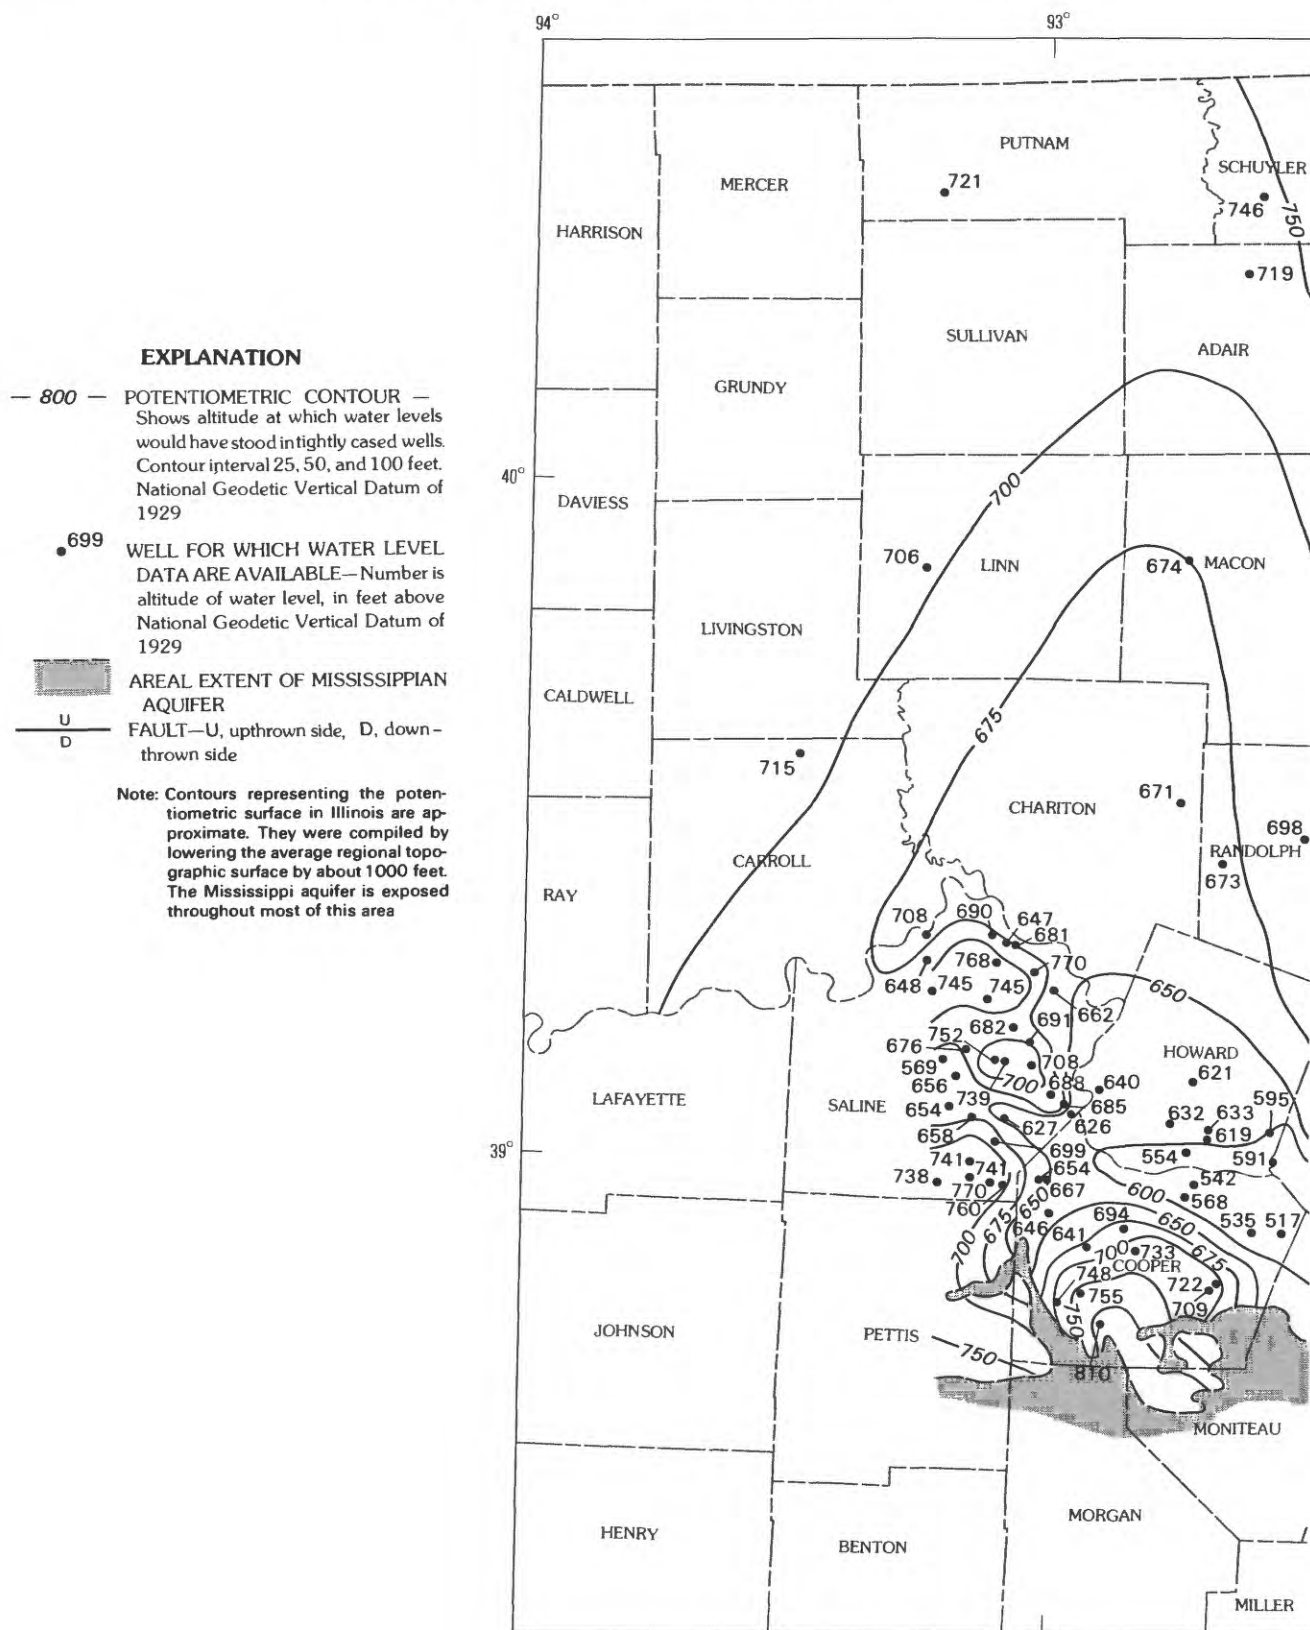 94°
93°
PUTNAM
SCHUYLER
MERCER
721
746
750
HARRISON
719
SULLIVAN
ADAIR
EXPLANATION
— 800 — POTENTIOMETRIC CONTOUR —
Shows altitude at which water levels
would have stood in tightly cased wells.
Contour interval 25, 50, and 100 feet.
National Geodetic Vertical Datum of
1929
699 WELL FOR WHICH WATER LEVEL
DATA ARE AVAILABLE—Number is
altitude of water level, in feet above
National Geodetic Vertical Datum of
1929
AREAL EXTENT OF MISSISSIPPIAN
AQUIFER
U
D
FAULT—U, upthrown side, D, down-
thrown side
Note: Contours representing the poten-
tiometric surface in Illinois are ap-
proximate. They were compiled by
lowering the average regional topo-
graphic surface by about 1000 feet.
The Mississippi aquifer is exposed
throughout most of this area
GRUNDY
40°
DAVIESS
700
706
LINN
674
MACON
LIVINGSTON
CALDWELL
675
715
671
CHARITON
698
CARROLL
RANDOLPH
673
RAY
708
690
647
681
768
770
648
745
745
650
662
691
682
752
676
HOWARD
569
708
621
656
700
688
640
LAFAYETTE
SALINE
739
654
685
632
633
595
627
626
619
658
39°
699
554
591
741
741
654
738
770
667
600
542
760
650
568
646
641
694
650
535
517
700
675
700
733
675
COOPER
748
755
722
709
JOHNSON
PETTIS
750
750
810
MONITEAU
MORGAN
HENRY
BENTON
MILLER